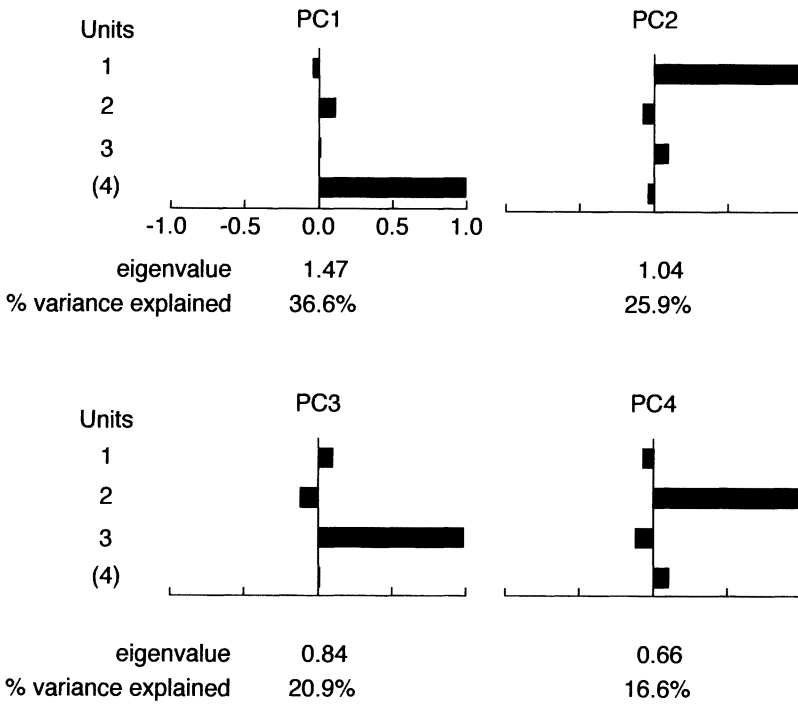 Units PC1 PC2
1
2
3
(4)
-1.0 -0.5 0.0 0.5 1.0
eigenvalue 1.47 1.04
% variance explained 36.6% 25.9%
Units PC3 PC4
1
2
3
(4)
eigenvalue 0.84 0.66
% variance explained 20.9% 16.6%